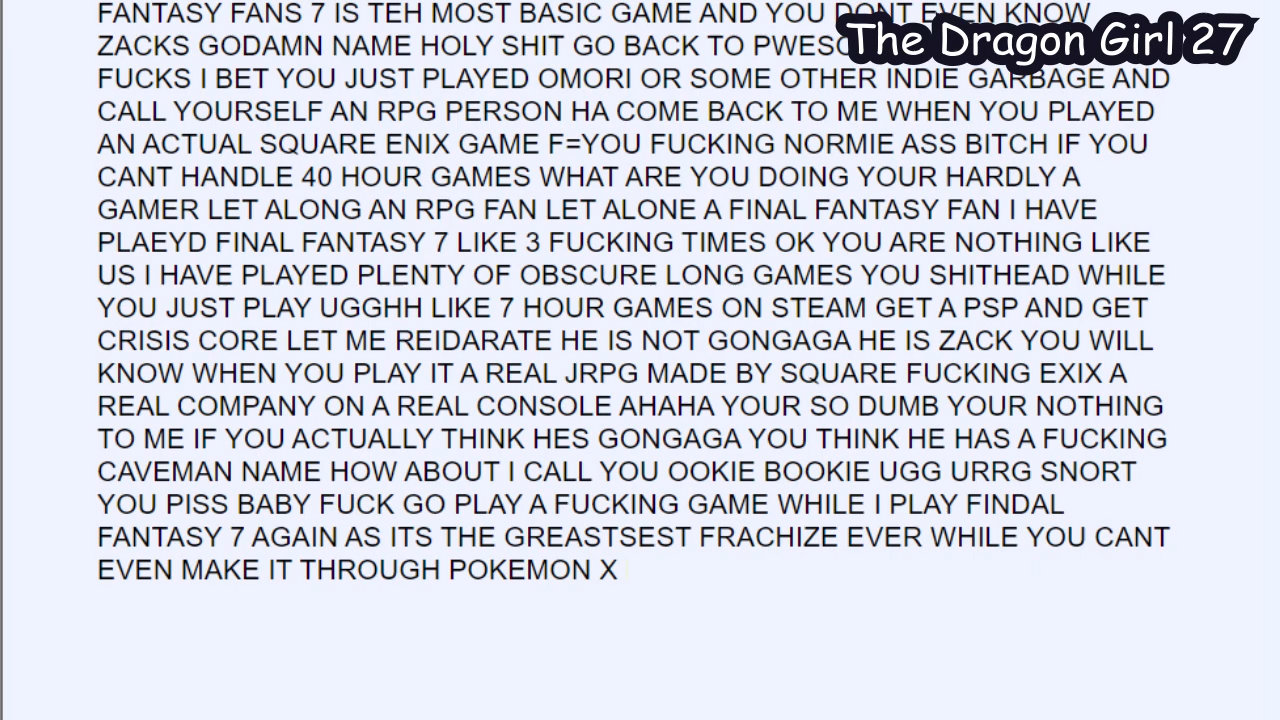 FANTASY FANS 7 IS TEH MOST BASIC GAME AND YOU DONT EVEN KNOW
The Dragon Girl 27
ZACKS GODAMN NAME HOLY SHIT GO BACK TO
FUCKS I BET YOU JUST PLAYED OMORI OR SOME OTHER INDIE GARBAGE AND
CALL YOURSELF AN RPG PERSON HA COME BACK TO ME WHEN YOU PLAYED
AN ACTUAL SQUARE ENIX GAME F=YOU FUCKING NORMIE ASS BITCH IF YOU
CANT HANDLE 40 HOUR GAMES WHAT ARE YOU DOING YOUR HARDLY A
GAMER LET ALONG AN RPG FAN LET ALONE A FINAL FANTASY FAN I HAVE
PLAEYD FINAL FANTASY 7 LIKE 3 FUCKING TIMES OK YOU ARE NOTHING LIKE
US I HAVE PLAYED PLENTY OF OBSCURE LONG GAMES YOU SHITHEAD WHILE
YOU JUST PLAY UGGHH LIKE 7 HOUR GAMES ON STEAM GET A PSP AND GET
CRISIS CORE LET ME REIDARATE HE IS NOT GONGAGA HE IS ZACK YOU WILL
KNOW WHEN YOU PLAY IT A REAL JRPG MADE BY SQUARE FUCKING EXIX A
REAL COMPANY ON A REAL CONSOLE AHAHA YOUR SO DUMB YOUR NOTHING
TO ME IF YOU ACTUALLY THINK HES GONGAGA YOU THINK HE HAS A FUCKING
CAVEMAN NAME HOW ABOUT I CALL YOU OOKIE BOOKIE UGG URRG SNORT
YOU PISS BABY FUCK GO PLAY A FUCKING GAME WHILE I PLAY FINDAL
FANTASY 7 AGAIN AS ITS THE GREASTSEST FRACHIZE EVER WHILE YOU CANT
EVEN MAKE IT THROUGH POKEMON X